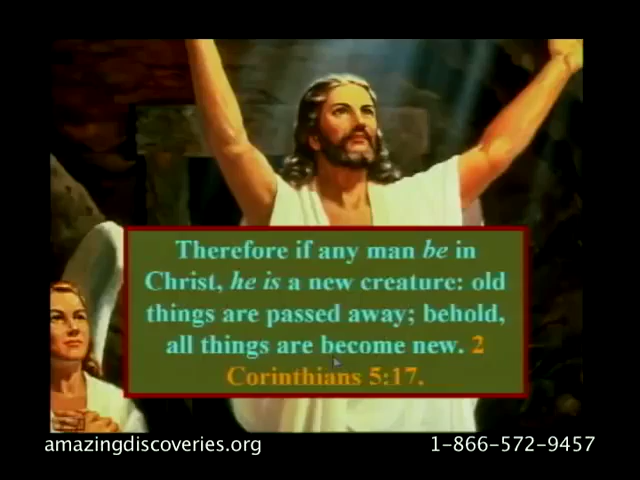 Therefore if any man be in
Christ, he is a new creature: old
things are passed away; behold,
all things are become new. 2
Corinthians 5:17.
amazingdiscoveries.org
1-866-572-9457